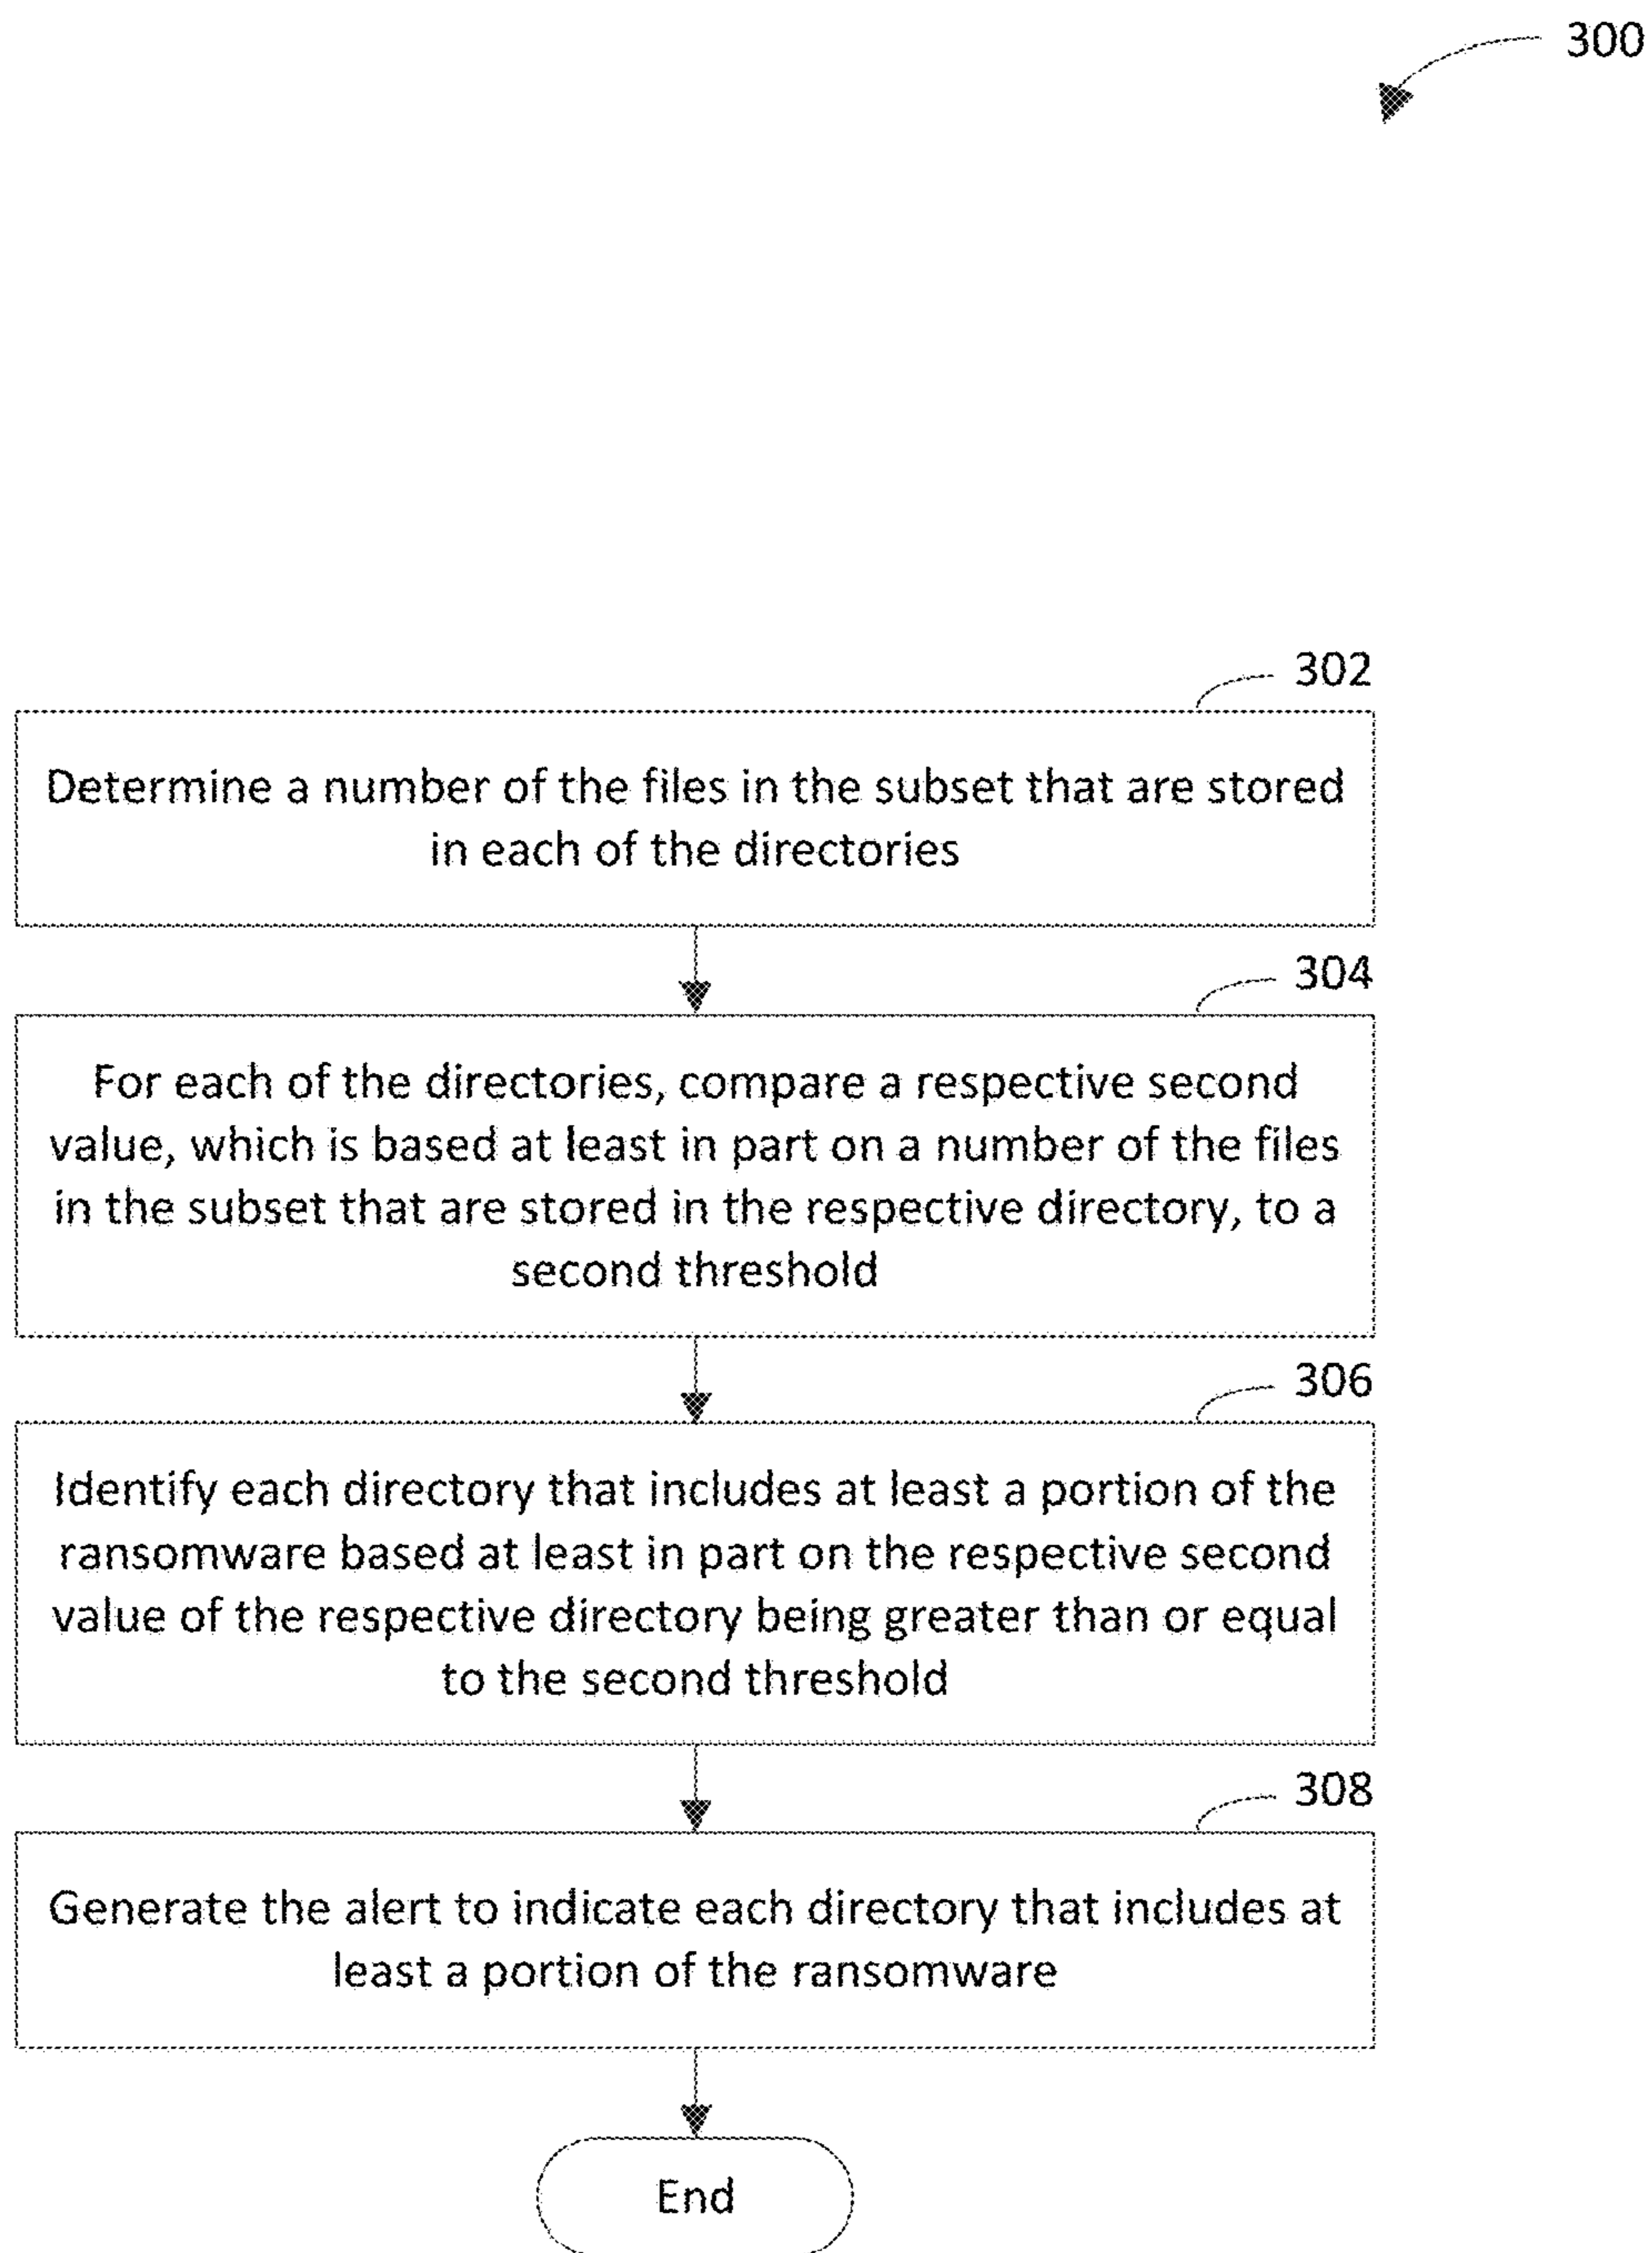 300
302
Determine a number of the files in the subset that are stored
in each of the directories
304
For each of the directories, compare a respective second
value, which is based at least in part on a number of the files
in the subset that are stored in the respective directory, to a
second threshold
306
Identify each directory that includes at least a portion of the
ransomware based at least in part on the respective second
value of the respective directory being greater than or equal
to the second threshold
308
Generate the alert to indicate each directory that includes at
least a portion of the ransomware
End